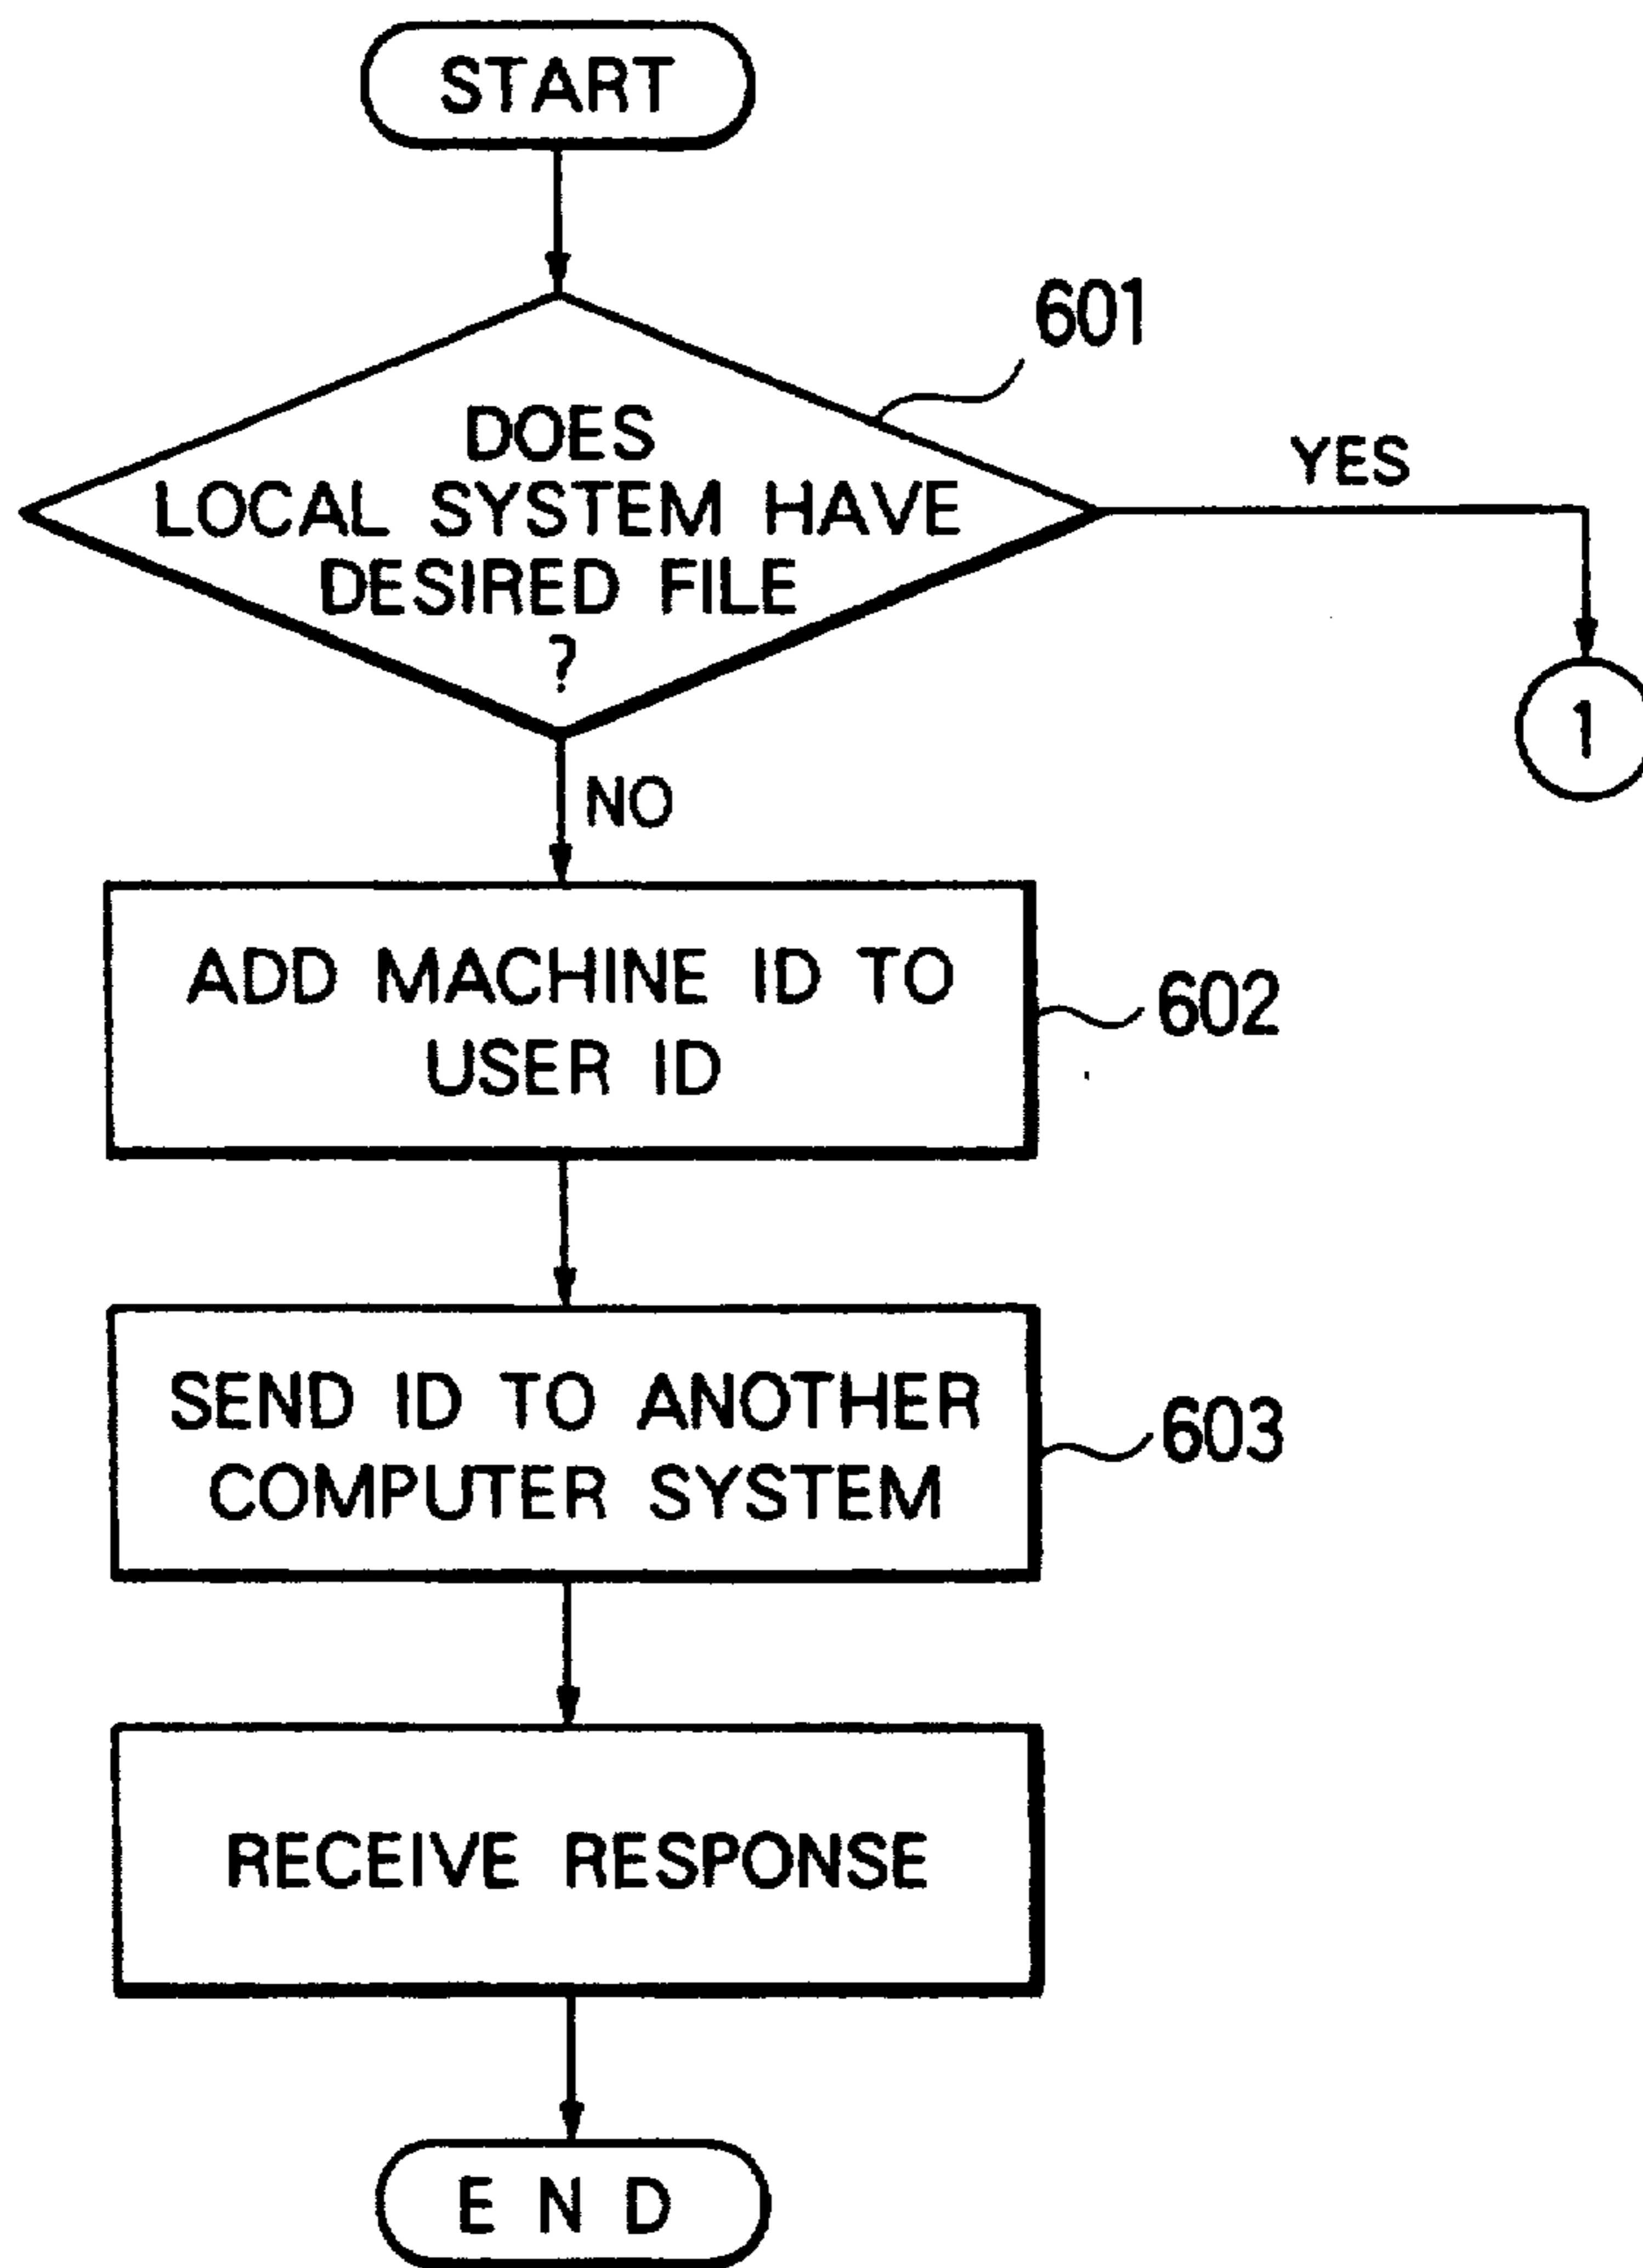 START
601
DOES
LOCAL SYSTEM HAVE
DESIRED FILE
?
YES
1
NO
ADD MACHINE ID TO
USER ID
602
SEND ID TO ANOTHER
COMPUTER SYSTEM
603
RECEIVE RESPONSE
END